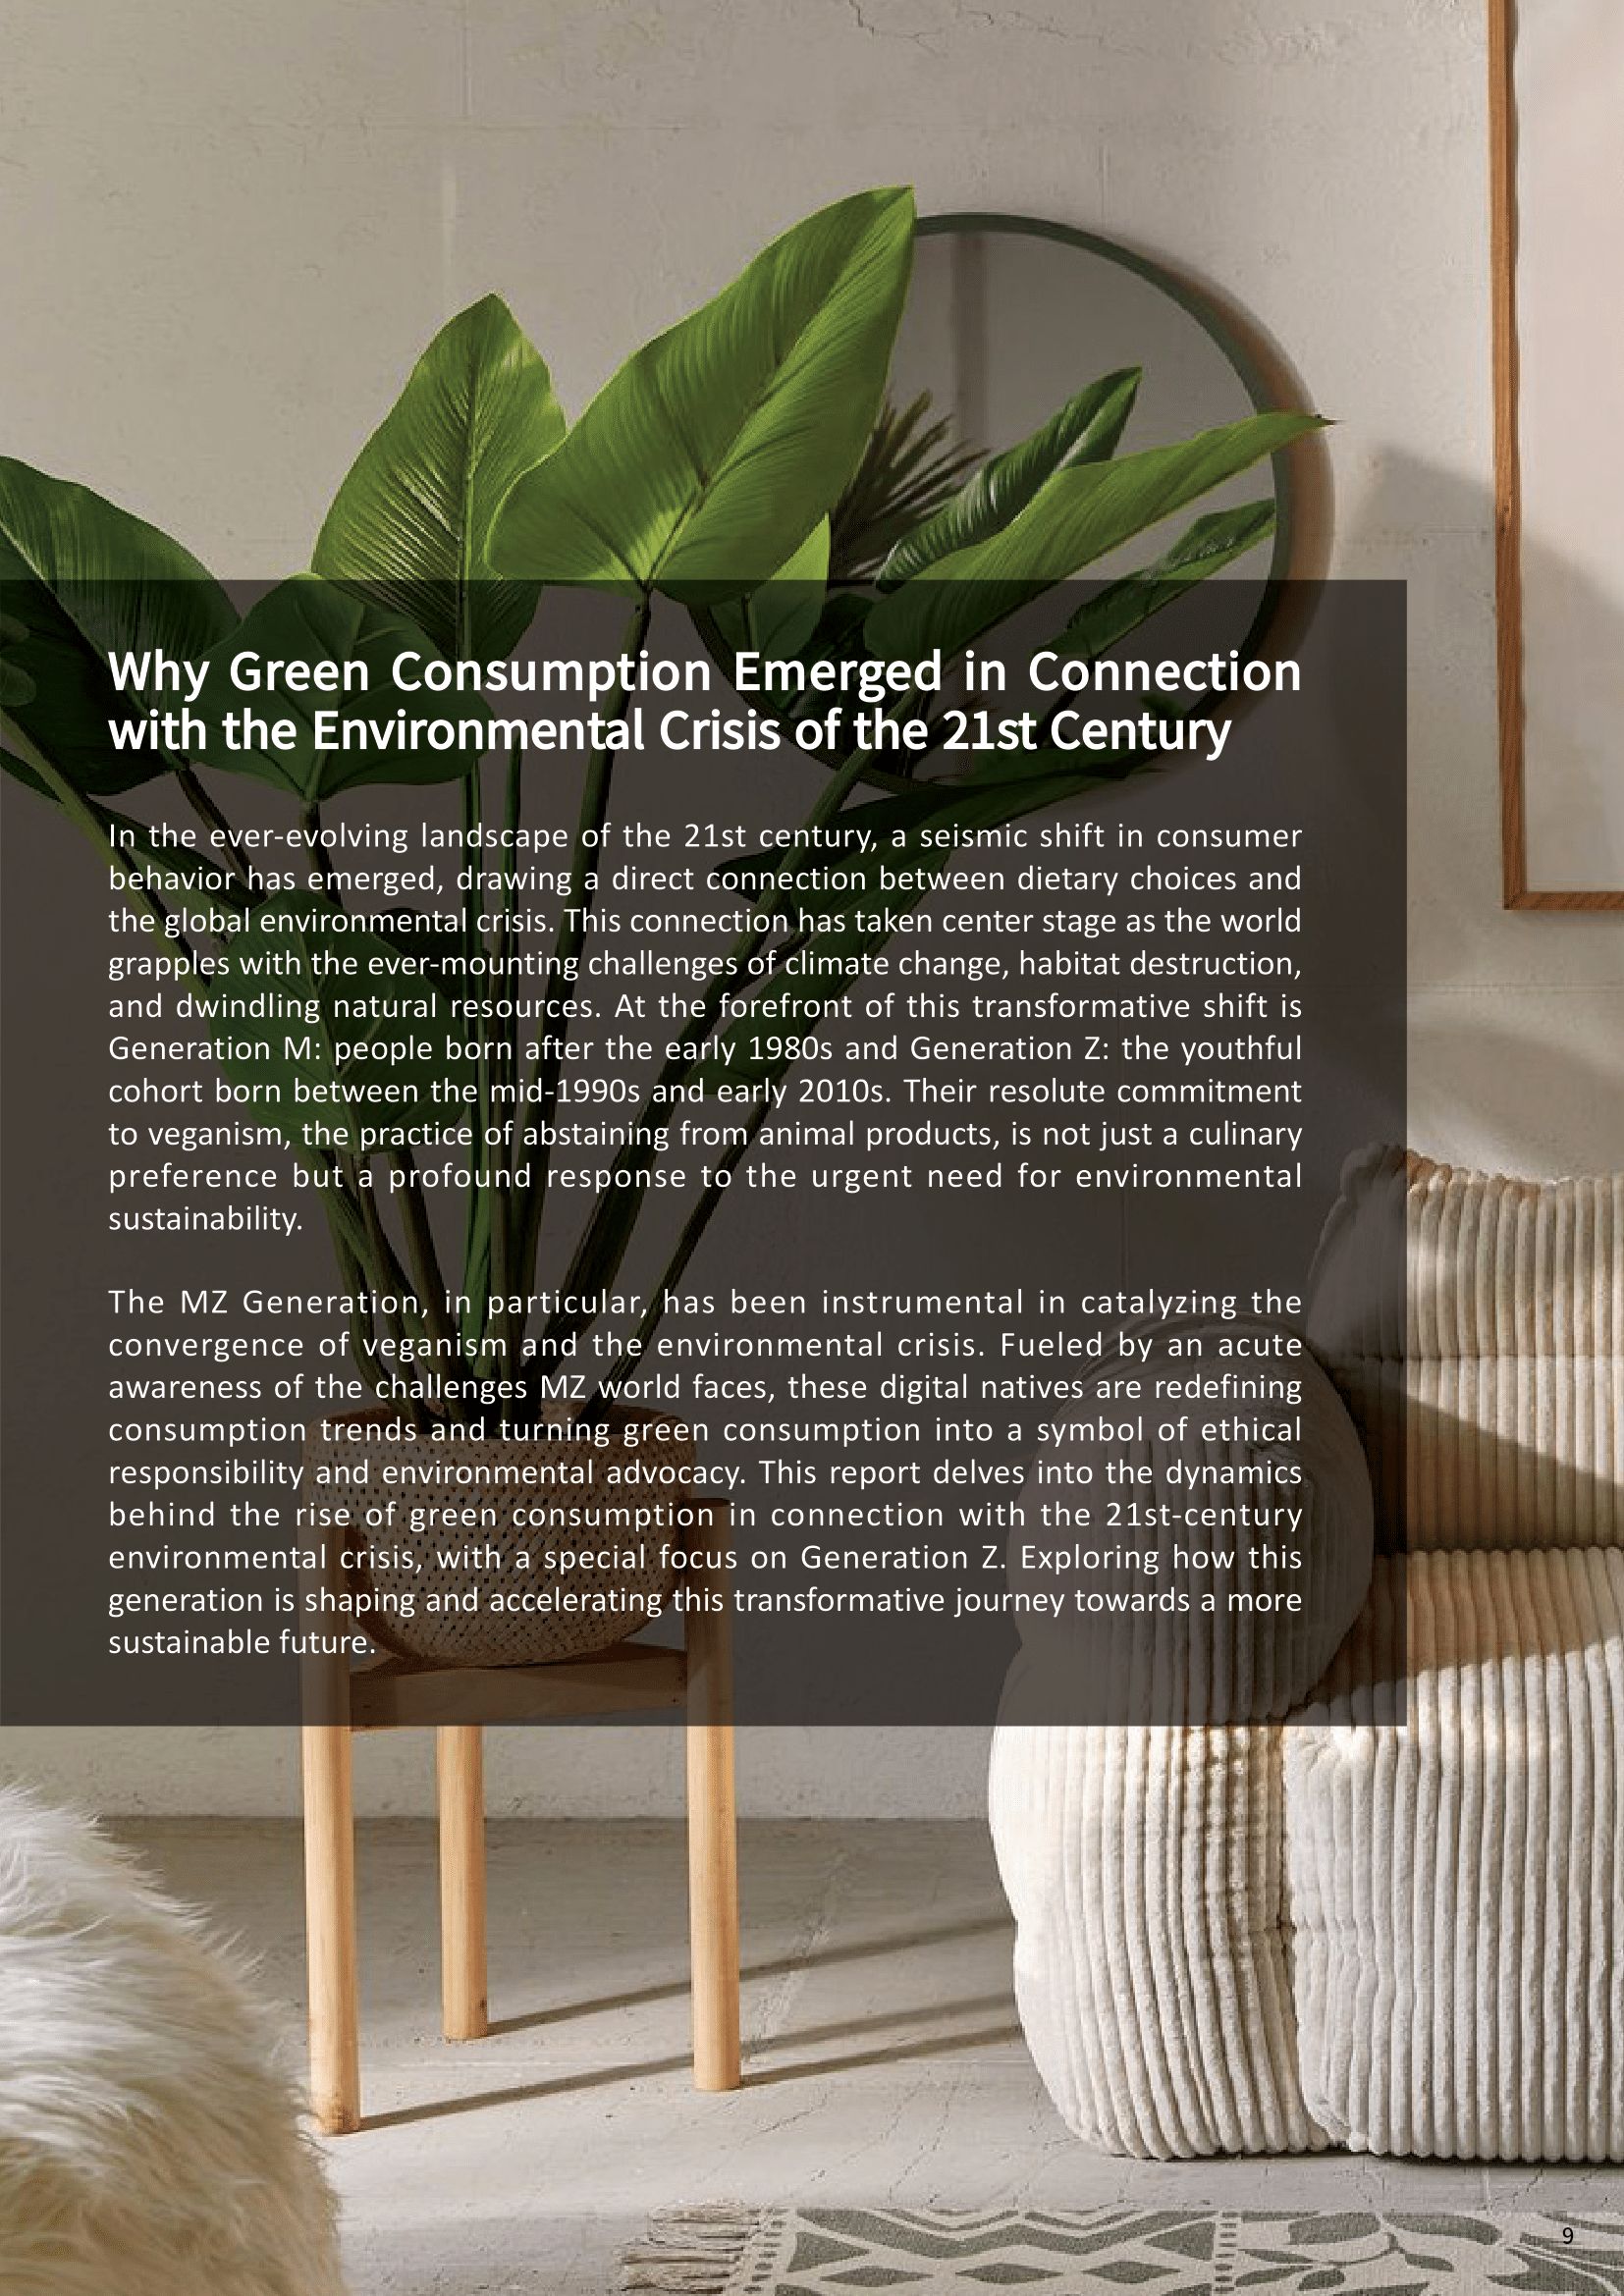 Why Green Consumption Emerged in Connection
with the Environmental Crisis of the 21st Century
In the ever-evolving landscape of the 21st century, a seismic shift in consumer
behavior has emerged, drawing a direct connection between dietary choices and
the global environmental crisis. This connection has taken center stage as the world
grapples with the ever-mounting challenges of climate change, habitat destruction,
and dwindling natural resources. At the forefront of this transformative shift is
Generation M: people born after the early 1980s and Generation Z: the youthful
cohort born between the mid-1990s and early 2010s. Their resolute commitment
to veganism, the practice of abstaining from animal products, is not just a culinary
preference but a profound response to the urgent need for environmental
sustainability.
The MZ Generation, in particular, has been instrumental in catalyzing the
convergence of veganism and the environmental crisis. Fueled by an acute
awareness of the challenges MZ world faces, these digital natives are redefining
consumption trends and turning green consumption into a symbol of ethical
responsibility and environmental advocacy. This report delves into the dynamics
behind the rise of green consumption in connection with the 21st-century
environmental crisis, with a special focus on Generation Z. Exploring how this
generation is shaping and accelerating this transformative journey towards a more
sustainable future.
9